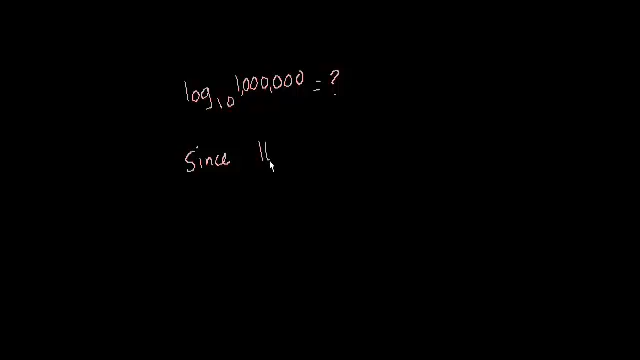 log₁₀ 1,000,000 = ?
Since